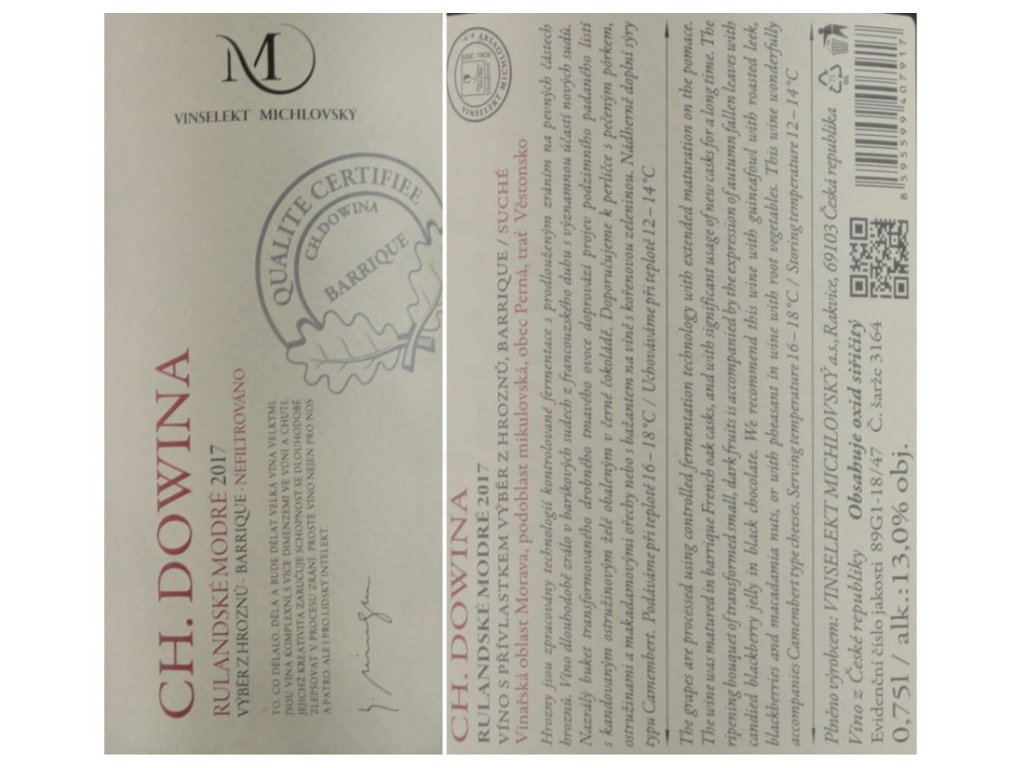 M
VINSELEKT MICHLOVSKÝ
QUALITE CERTIFIEE
CH.DOWINA
BARRIQUE
CH. DOWINA
RULANDSKÉ MODRÉ 2017
VÝBĚR Z HROZNŮ - BARRIQUE - NEFILTROVÁNO
TO, CO DĚLALO, DĚLÁ A BUDE DĚLAT VELKÁ VÍNA VELKÝMI,
JSOU VÍNA KOMPLEXNÍ, S VÍCE DIMENZEMI VE VŮNI A CHUTI,
JEJICHŽ KREATIVITA ZARUČUJE SCHOPNOST SE DLOUHODOBĚ
ZLEPŠOVAT V PROCESU ZRÁNÍ. PROSTĚ VÍNO NEJEN PRO NOS
A PATRO, ALE I PRO LIDSKÝ INTELEKT.
CH. DOWINA
RULANDSKÉ MODRÉ 2017
VÍNO S PŘÍVLASTKEM VÝBĚR Z HROZNŮ, BARRIQUE / SUCHÉ
Vinařská oblast Morava, podoblast mikulovská, obec Perná, trať Věstonsko
VINSELEKT MICHLOVSKÝ a.s.
Hrozny jsou zpracovány technologií kontrolované fermentace s prodlouženým zráním na pevných částech
hroznů. Víno dlouhodobě zrálo v barikových sudech z francouzského dubu s významnou účastí nových sudů.
Nazrálý buket transformovaného drobného tmavého ovoce doprovází projev podzimního padaného listí
s kandovaným ostružinovým želé obaleným v černé čokoládě. Doporučujeme k perličce s pečeným pórkem,
ostružinami a makadamovými ořechy nebo s bažantem na víně s kořenovou zeleninou. Nádherně doplní sýry
typu Camembert. Podáváme při teplotě 16 – 18 °C / Uchováváme při teplotě 12 – 14 °C
The grapes are processed using controlled fermentation technology with extended maturation on the pomace.
The wine was matured in barrique French oak casks, and with significant usage of new casks for a long time. The
ripening bouquet of transformed small, dark fruits is accompanied by the expression of autumn fallen leaves with
candied blackberry jelly in black chocolate. We recommend this wine with guineafowl with roasted leek,
blackberries and macadamia nuts, or with pheasant in wine with root vegetables. This wine wonderfully
accompanies Camembert type cheeses. Serving temperature 16 – 18 °C / Storing temperature 12 – 14 °C
Plněno výrobcem: VINSELEKT MICHLOVSKÝ a.s., Rakvice, 69103 Česká republika
Víno z České republiky Obsahuje oxid siřičitý
Evidenční číslo jakosti 89G1-18/47 Č. šarže 3164
0,75l / alk.: 13,0% obj.
8 595599 407917